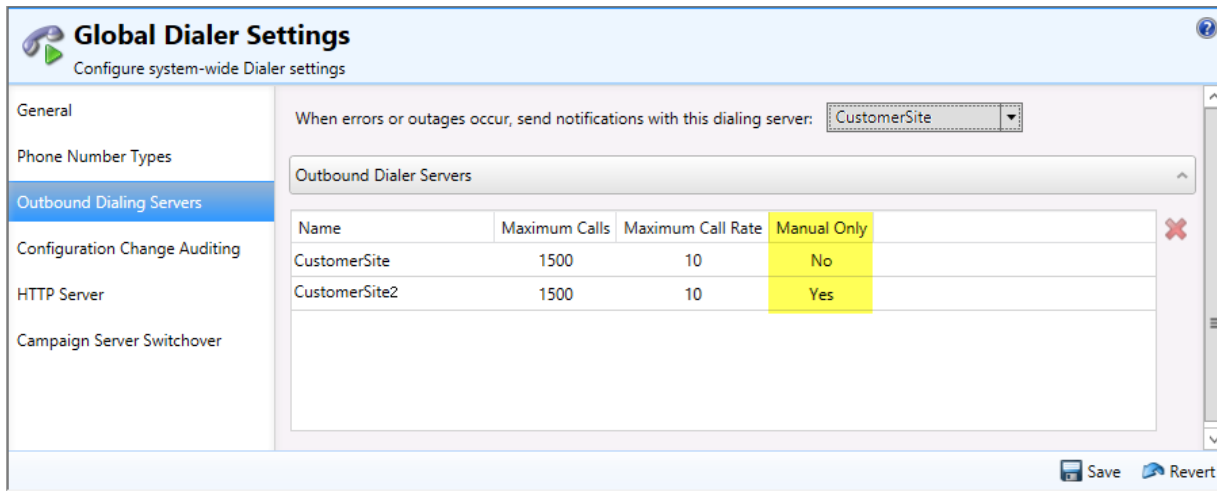 Global Dialer Settings
Configure system-wide Dialer settings
General
Phone Number Types
Outbound Dialing Servers
Configuration Change Auditing
HTTP Server
Campaign Server Switchover
When errors or outages occur, send notifications with this dialing server: CustomerSite
Outbound Dialer Servers
Name Maximum Calls Maximum Call Rate Manual Only
CustomerSite 1500 10 No
CustomerSite2 1500 10 Yes
Save Revert